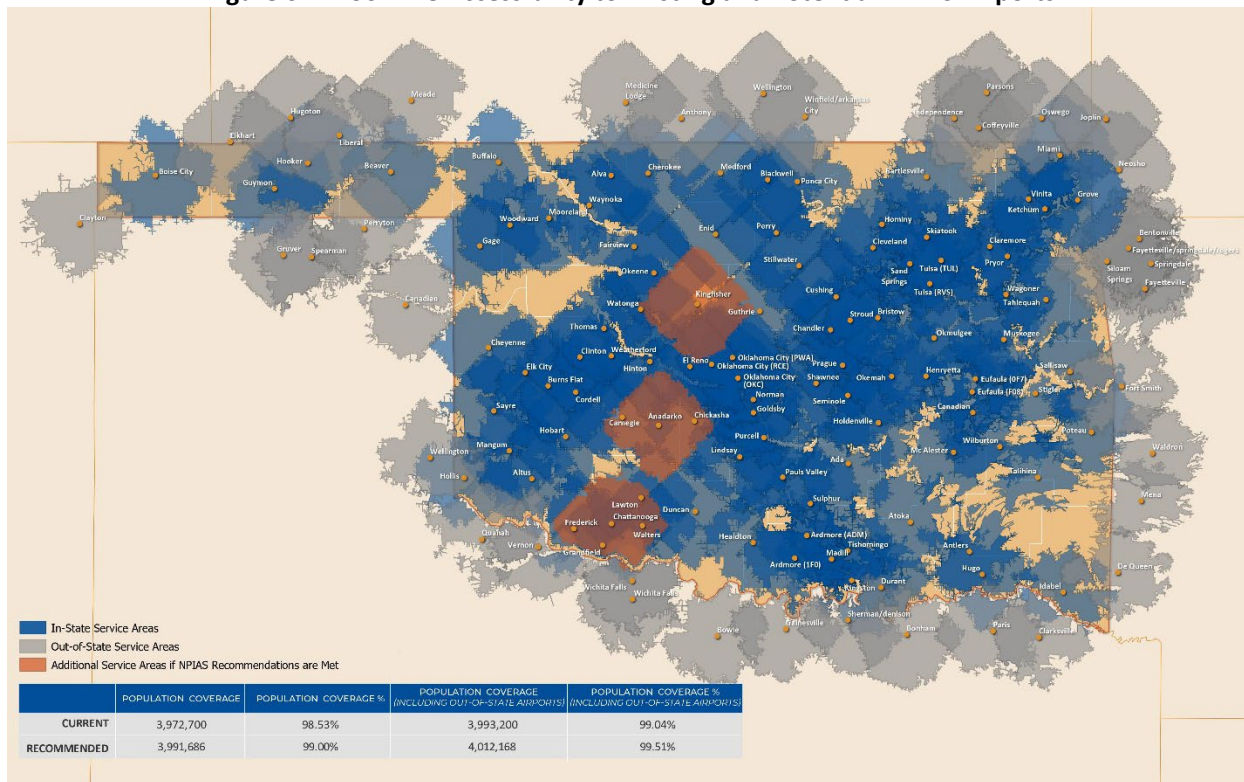 Accessibility to Existing and Potential Airports
Meade
Hugoton
Elkhart
Liberal
Hooker
Beaver
Boise City
Guymon
Clayton
Perryton
Gruver
Spearman
Canadian
Medicine
Lodge
Wellington
Anthony
Winfield/arkansas
City
Parsons
Independence
Oswego
Coffeyville
Joplin
Buffalo
Alva
Cherokee
Medford
Blackwell
Ponca City
Bartlesville
Miami
Neosho
Waynoka
Vinita
Grove
Ketchum
Woodward
Mooreland
Enid
Perry
Hominy
Skiatook
Gage
Fairview
Cleveland
Claremore
Bentonville
Fayetteville/springdale/rogers
Stillwater
Sand
Springs
Tulsa (TUL)
Pryor
Siloam
Springs
Springdale
Fayetteville
Okeene
Kingfisher
Cushing
Tulsa (RVS)
Wagoner
Tahlequah
Watonga
Guthrie
Stroud
Bristow
Thomas
Chandler
Okmulgee
Muskogee
Cheyenne
Clinton
Weatherford
Hinton
El Reno
Oklahoma City (PWA)
Oklahoma City (RCE)
Oklahoma City
(OKC)
Prague
Shawnee
Okemah
Henryetta
Sallisaw
Eufaula (0F7)
Eufaula (F08)
Stigler
Fort Smith
Elk City
Burns Flat
Cordell
Norman
Goldsby
Seminole
Holdenville
Canadian
Sayre
Carnegie
Anadarko
Chickasha
Hobart
Purcell
Poteau
Waldron
Mangum
Lindsay
Ada
Mc Alester
Wilburton
Wellington
Hollis
Altus
Pauls Valley
Talihina
Mena
Lawton
Chattanooga
Frederick
Walters
Grandfield
Duncan
Sulphur
Atoka
Quanah
Vernon
Healdton
Ardmore (ADM)
Tishomingo
Madill
Ardmore (1F0)
Antlers
Hugo
De Queen
Wichita Falls
Wichita Falls
Kingston
Durant
Idabel
Bowie
Gainesville
Sherman/denison
Bonham
Paris
Clarksville
In-State Service Areas
Out-of-State Service Areas
Additional Service Areas if NPIAS Recommendations are Met
POPULATION COVERAGE POPULATION COVERAGE % POPULATION COVERAGE (INCLUDING OUT-OF-STATE AIRPORTS) POPULATION COVERAGE % (INCLUDING OUT-OF-STATE AIRPORTS)
CURRENT 3,972,700 98.53% 3,993,200 99.04%
RECOMMENDED 3,991,686 99.00% 4,012,168 99.51%